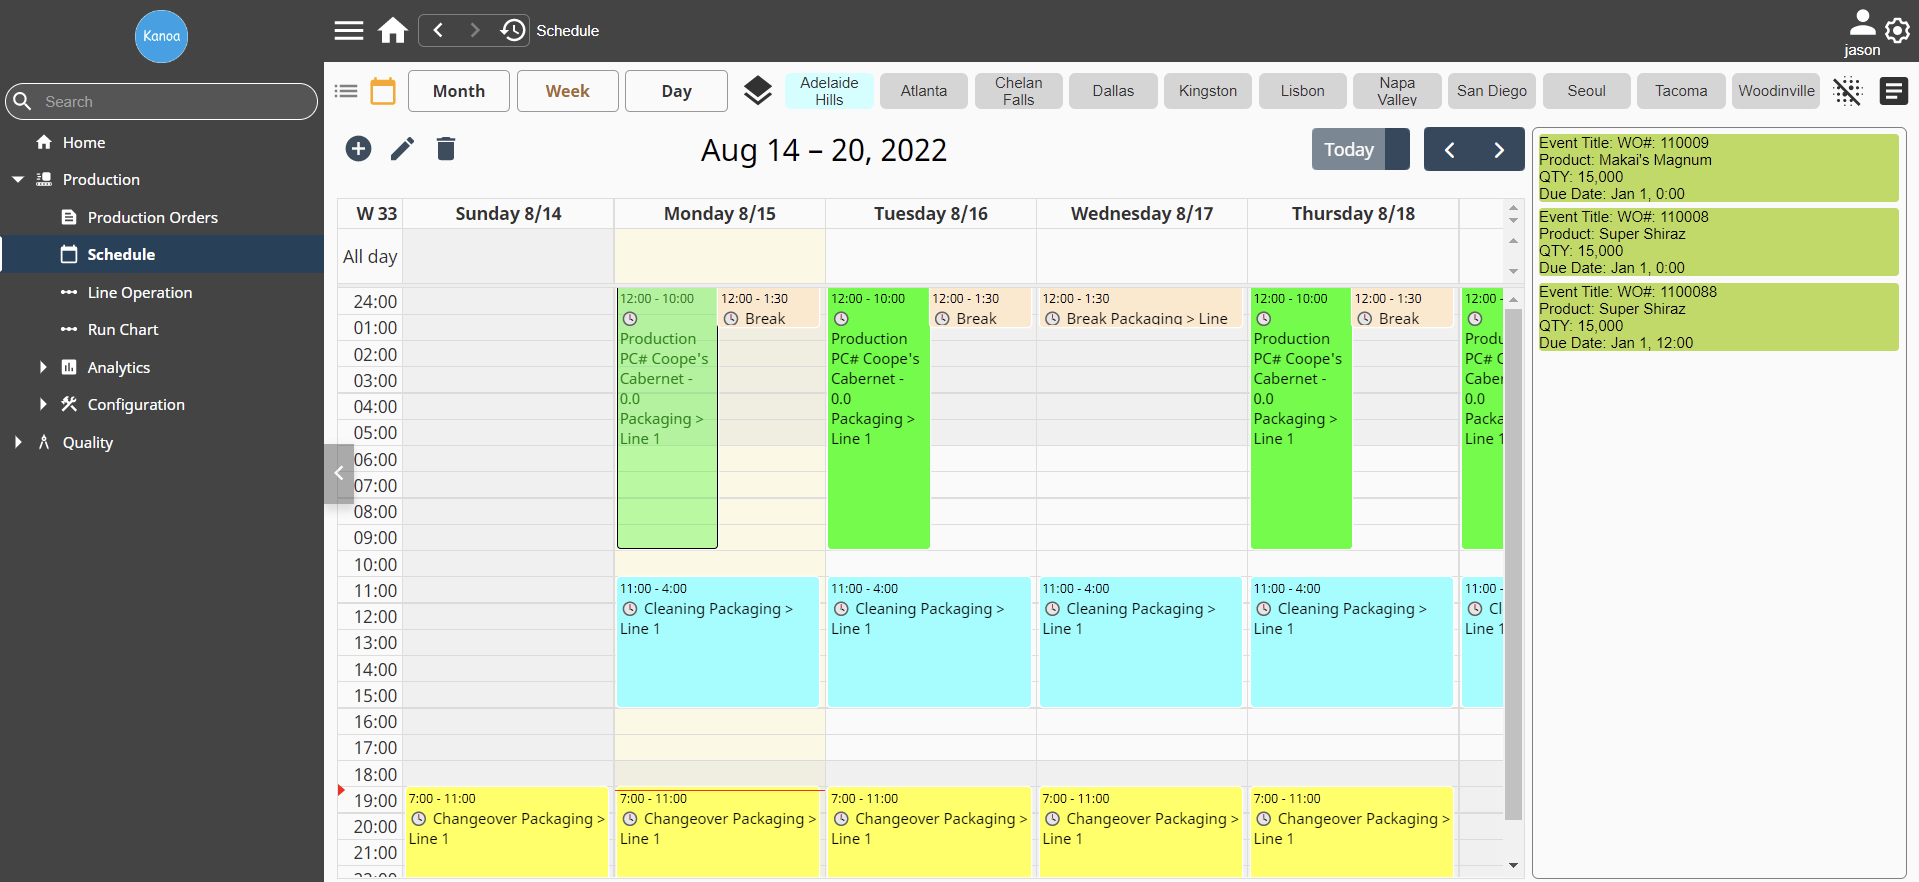 Kanoa
Schedule
jason
Search
Home
Production
Production Orders
Schedule
Line Operation
Run Chart
Analytics
Configuration
Quality
Month
Week
Day
Adelaide
Hills
Atlanta
Chelan
Falls
Dallas
Kingston
Lisbon
Napa
Valley
San Diego
Seoul
Tacoma
Woodinville
Aug 14 – 20, 2022
Today
W 33
Sunday 8/14
Monday 8/15
Tuesday 8/16
Wednesday 8/17
Thursday 8/18
All day
24:00
01:00
02:00
03:00
04:00
05:00
06:00
07:00
08:00
09:00
10:00
11:00
12:00
13:00
14:00
15:00
16:00
17:00
18:00
19:00
20:00
21:00
7:00 - 11:00
Changeover Packaging >
Line 1
12:00 - 10:00
Production
PC# Coope's
Cabernet -
0.0
Packaging >
Line 1
12:00 - 1:30
Break
11:00 - 4:00
Cleaning Packaging >
Line 1
7:00 - 11:00
Changeover Packaging >
Line 1
12:00 - 10:00
Production
PC# Coope's
Cabernet -
0.0
Packaging >
Line 1
12:00 - 1:30
Break
11:00 - 4:00
Cleaning Packaging >
Line 1
7:00 - 11:00
Changeover Packaging >
Line 1
12:00 - 1:30
Break Packaging > Line
11:00 - 4:00
Cleaning Packaging >
Line 1
7:00 - 11:00
Changeover Packaging >
Line 1
12:00 - 10:00
Production
PC# Coope's
Cabernet -
0.0
Packaging >
Line 1
12:00 - 1:30
Break
11:00 - 4:00
Cleaning Packaging >
Line 1
7:00 - 11:00
Changeover Packaging >
Line 1
12:00 -
Produ
PC# C
Caber
0.0
Packa
Line 1
11:00 -
Cl
Line 1
Event Title: WO#: 110009
Product: Makai's Magnum
QTY: 15,000
Due Date: Jan 1, 0:00
Event Title: WO#: 110008
Product: Super Shiraz
QTY: 15,000
Due Date: Jan 1, 0:00
Event Title: WO#: 1100088
Product: Super Shiraz
QTY: 15,000
Due Date: Jan 1, 12:00